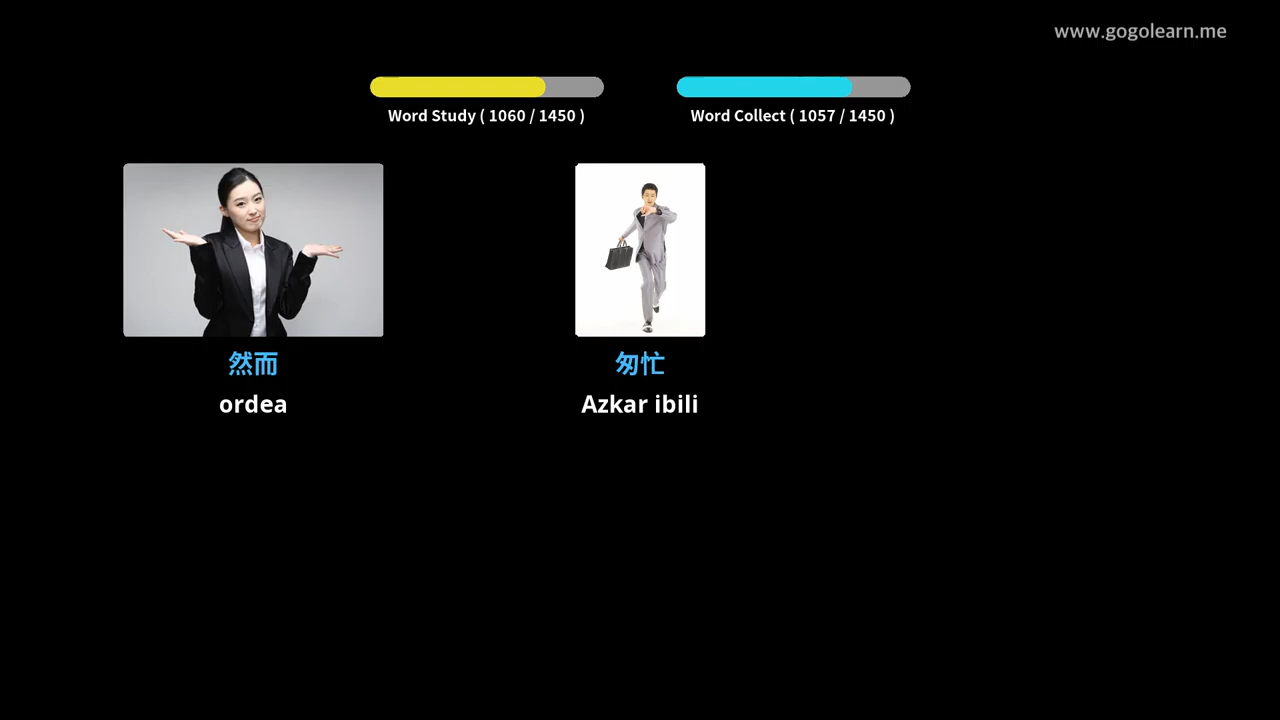 www.gogolearn.me
Word Study ( 1060 / 1450 )
Word Collect ( 1057 / 1450 )
然而
ordea
匆忙
Azkar ibili